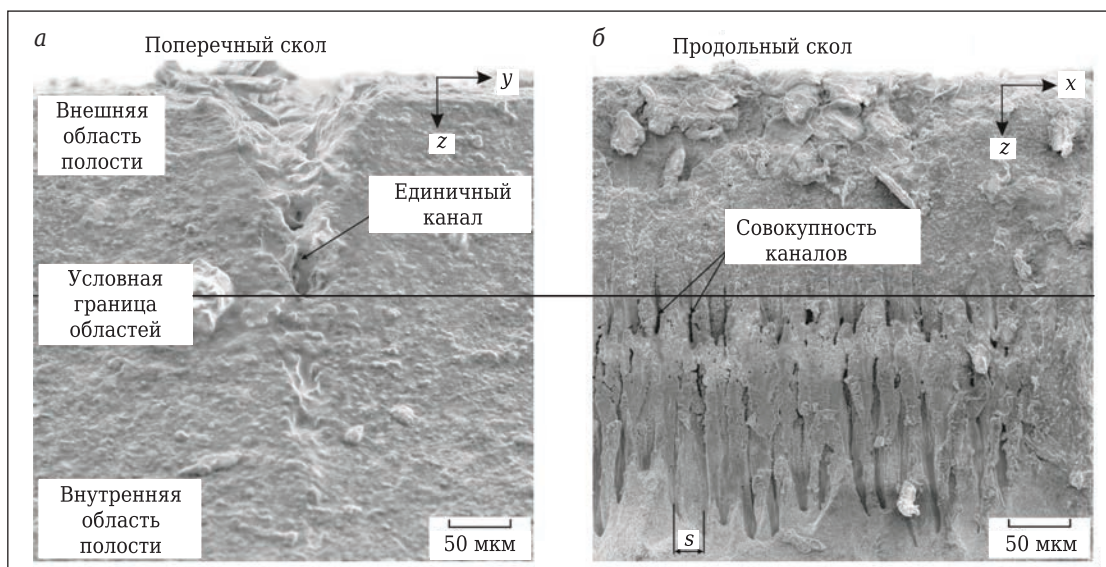 а
Поперечный скол
y
z
Внешняя
область
полости
Единичный
канал
Условная
граница
областей
Внутренняя
область
полости
50 мкм
б
Продольный скол
x
z
Совокупность
каналов
s
50 мкм